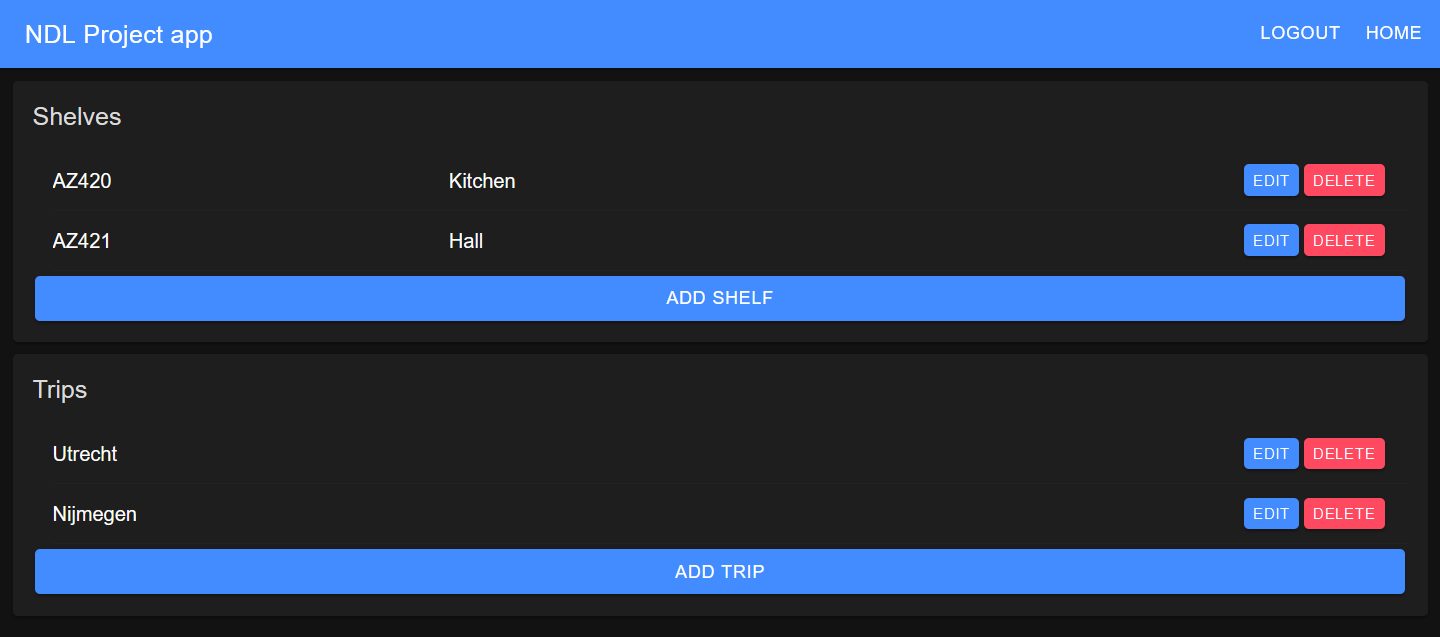 NDL Project app LOGOUT HOME
Shelves
AZ420 Kitchen EDIT DELETE
AZ421 Hall EDIT DELETE
ADD SHELF
Trips
Utrecht EDIT DELETE
Nijmegen EDIT DELETE
ADD TRIP